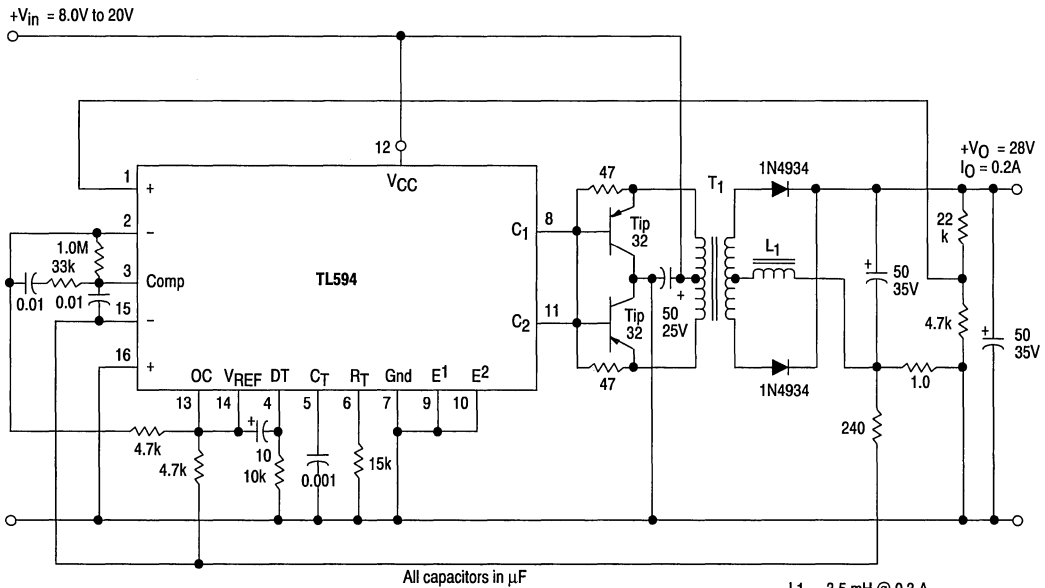 +Vin = 8.0V to 20V
12
VCC
+VO = 28V
IO = 0.2A
1N4934
T1
47
1
+
2
−
1.0M
33k
3
Comp
0.01
0.01
15
−
16
+
TL594
C1
8
C2
11
Tip
32
Tip
32
+
50
25V
47
L1
1N4934
+
50
35V
22
k
4.7k
+
50
35V
1.0
240
OC
VREF
DT
CT
RT
Gnd
E1
E2
13
14
4
5
6
7
9
10
4.7k
4.7k
+
10
10k
0.001
15k
All capacitors in μF